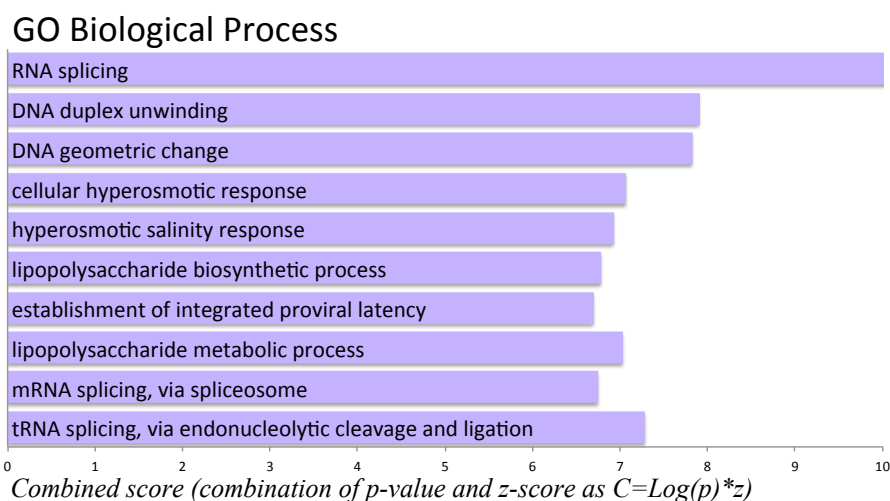 GO Biological Process
RNA splicing
DNA duplex unwinding
DNA geometric change
cellular hyperosmotic response
hyperosmotic salinity response
lipopolysaccharide biosynthetic process
establishment of integrated proviral latency
lipopolysaccharide metabolic process
mRNA splicing, via spliceosome
tRNA splicing, via endonucleolytic cleavage and ligation
0 1 2 3 4 5 6 7 8 9 10
Combined score (combination of p-value and z-score as C=Log(p)*z)